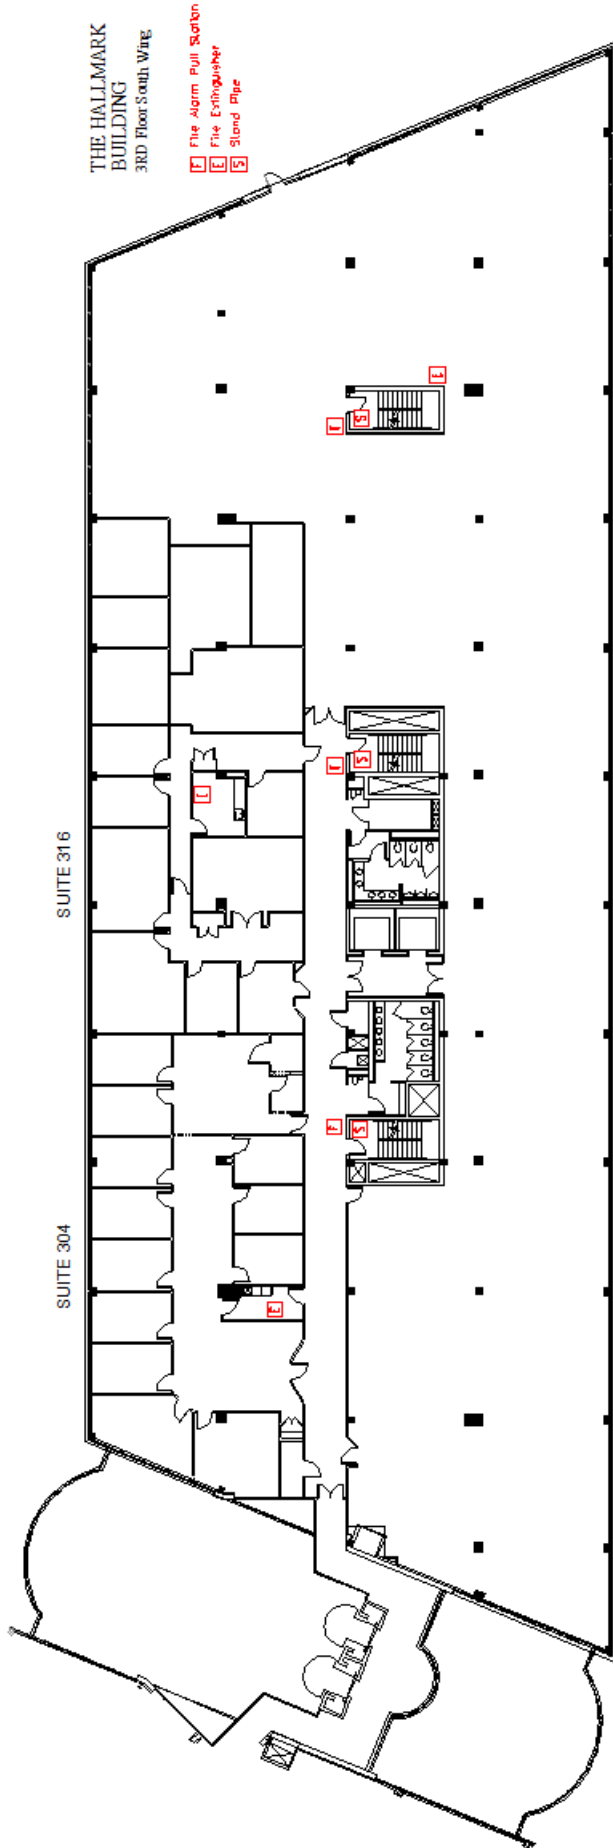 THE HALLMARK
BUILDING
3RD Floor South Wing
F Fire Alarm Pull Station
E Fire Extinguisher
S Stand Pipe
SUITE 316
SUITE 304
E
S
E
S
F
S
E